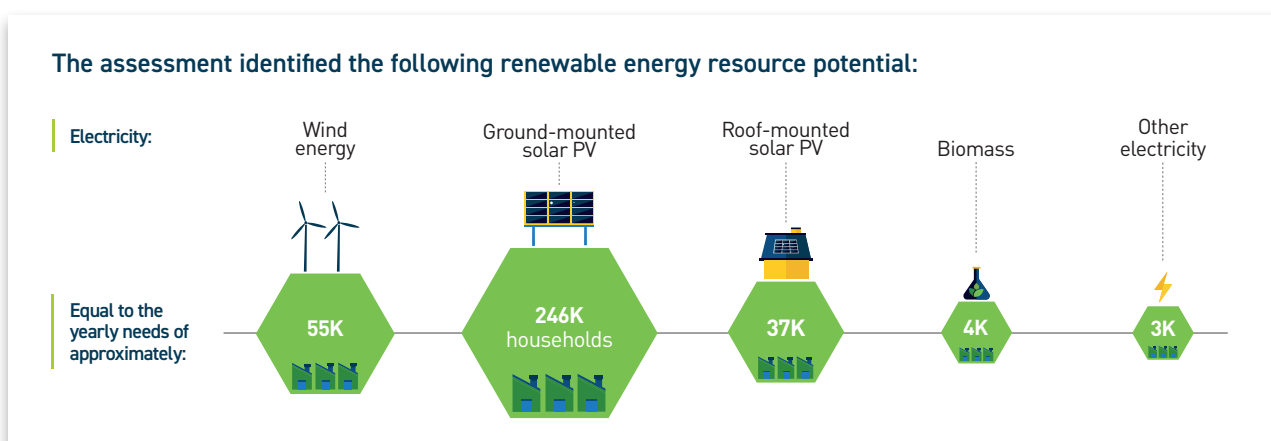 The assessment identified the following renewable energy resource potential:
Electricity:
Wind
energy
Ground-mounted
solar PV
Roof-mounted
solar PV
Biomass
Other
electricity
Equal to the
yearly needs of
approximately:
55K
246K
households
37K
4K
3K